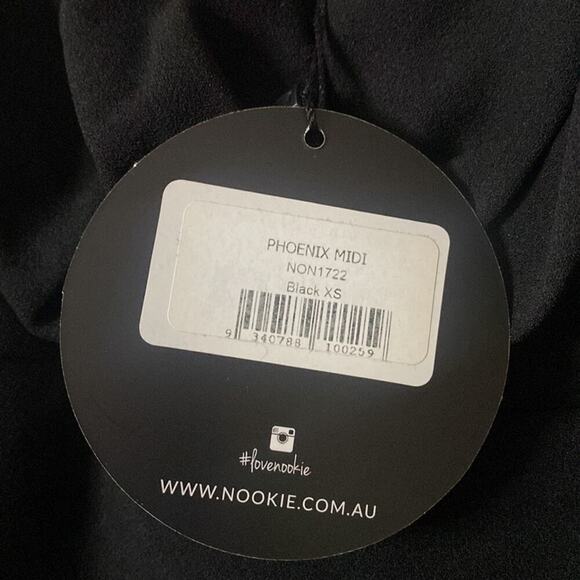 PHOENIX MIDI
NON1722
Black XS
9 340788 100259
#lovenookie
WWW.NOOKIE.COM.AU